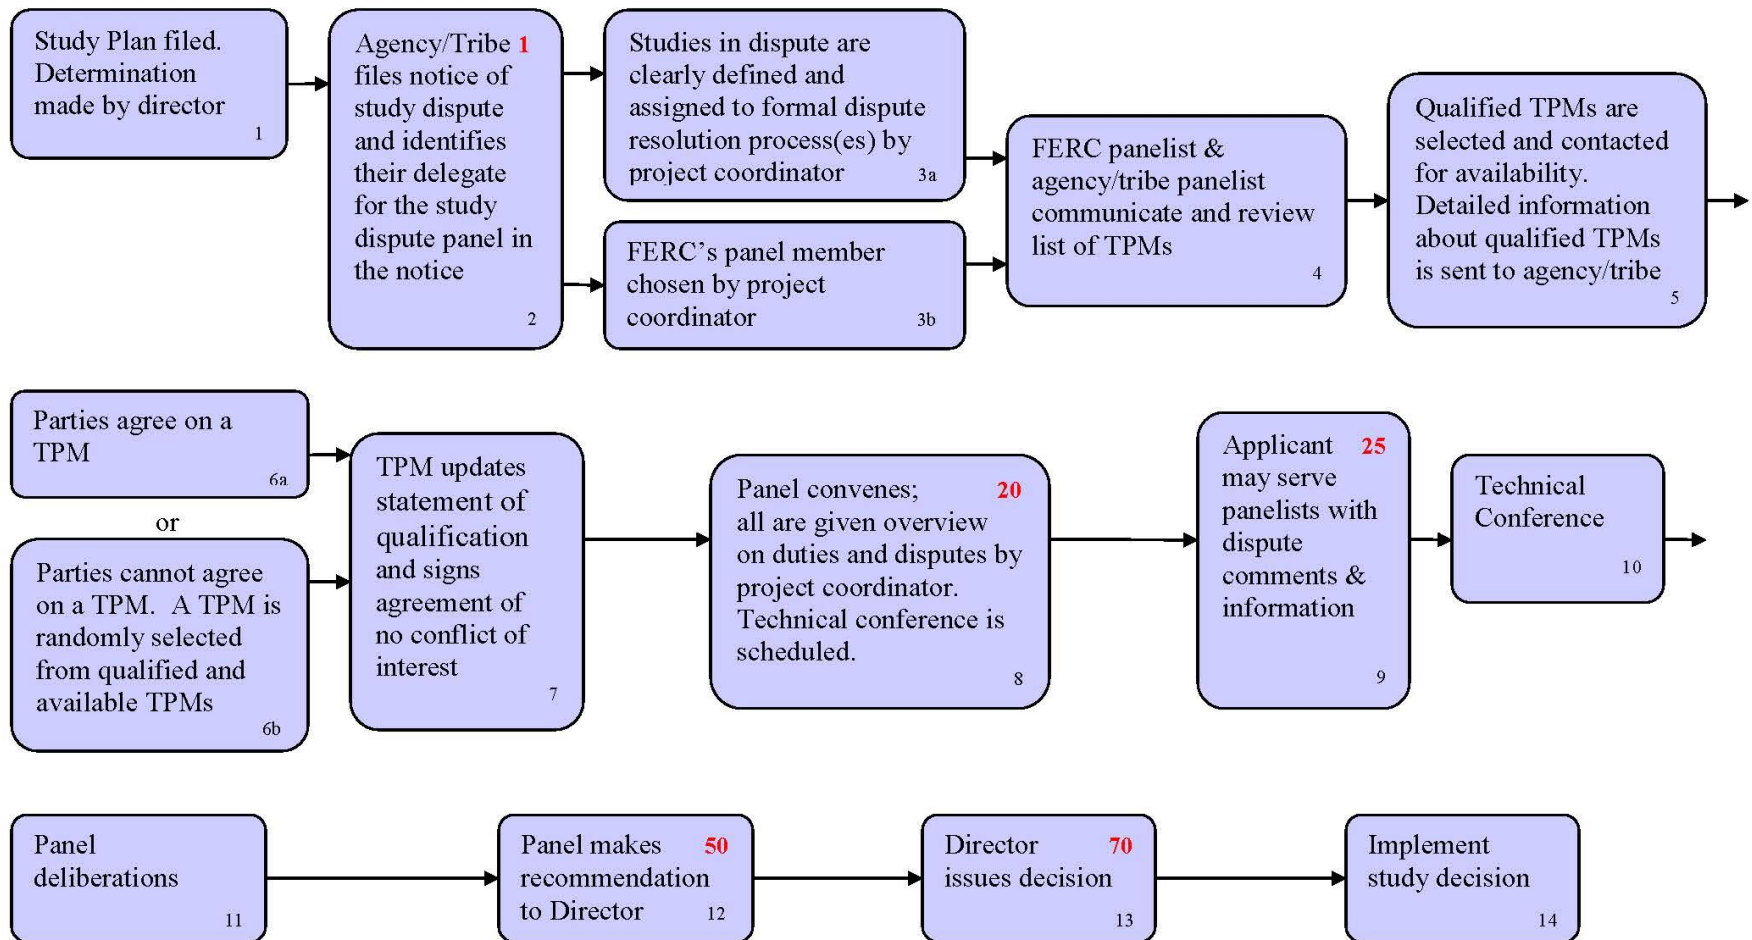 Study Plan filed.
Determination
made by director
1
Agency/Tribe 1
files notice of
study dispute
and identifies
their delegate
for the study
dispute panel in
the notice
2
Studies in dispute are
clearly defined and
assigned to formal dispute
resolution process(es) by
project coordinator
3a
FERC's panel member
chosen by project
coordinator
3b
FERC panelist &
agency/tribe panelist
communicate and review
list of TPMs
4
Qualified TPMs are
selected and contacted
for availability.
Detailed information
about qualified TPMs
is sent to agency/tribe
5
Parties agree on a
TPM
6a
or
Parties cannot agree
on a TPM. A TPM is
randomly selected
from qualified and
available TPMs
6b
TPM updates
statement of
qualification
and signs
agreement of
no conflict of
interest
7
Panel convenes; 20
all are given overview
on duties and disputes by
project coordinator.
Technical conference is
scheduled.
8
Applicant 25
may serve
panelists with
dispute
comments &
information
9
Technical
Conference
10
Panel
deliberations
11
Panel makes 50
recommendation
to Director 12
Director 70
issues decision
13
Implement
study decision
14